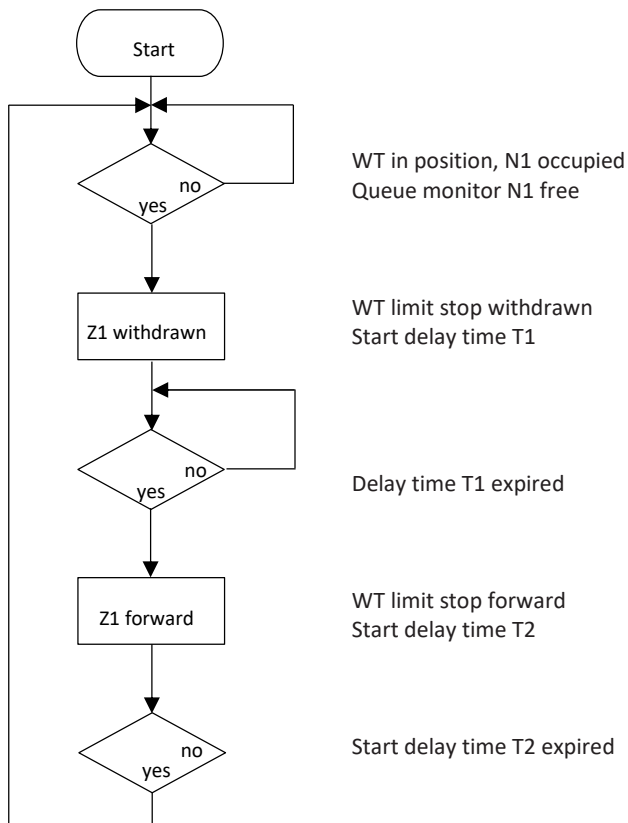 Start
no
yes
WT in position, N1 occupied
Queue monitor N1 free
Z1 withdrawn
WT limit stop withdrawn
Start delay time T1
no
yes
Delay time T1 expired
Z1 forward
WT limit stop forward
Start delay time T2
no
yes
Start delay time T2 expired